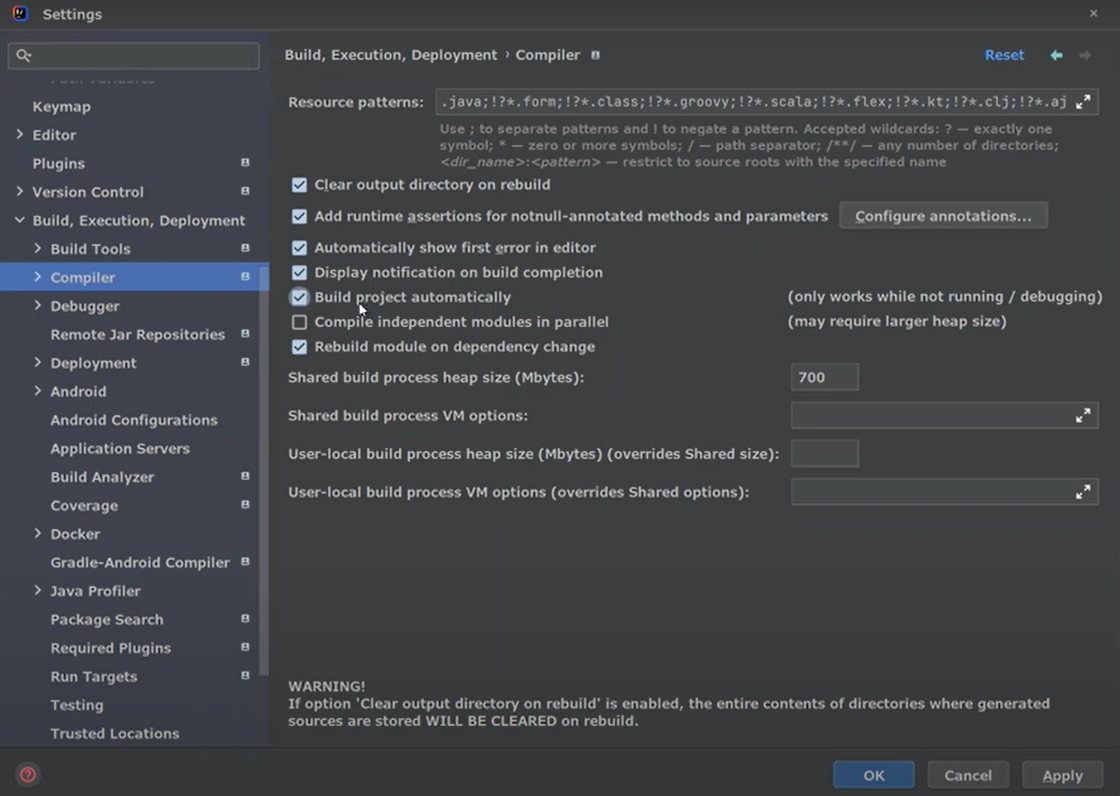 Settings
Build, Execution, Deployment › Compiler
Reset
Keymap
Editor
Plugins
Version Control
Build, Execution, Deployment
Build Tools
Compiler
Debugger
Remote Jar Repositories
Deployment
Android
Android Configurations
Application Servers
Build Analyzer
Coverage
Docker
Gradle-Android Compiler
Java Profiler
Package Search
Required Plugins
Run Targets
Testing
Trusted Locations
Resource patterns: .java;!?*.form;!?*.class;!?*.groovy;!?*.scala;!?*.flex;!?*.kt;!?*.clj;!?*.aj
Use ; to separate patterns and ! to negate a pattern. Accepted wildcards: ? — exactly one
symbol; * — zero or more symbols; / — path separator; /**/ — any number of directories;
<dir_name>:<pattern> — restrict to source roots with the specified name
Clear output directory on rebuild
Add runtime assertions for notnull-annotated methods and parameters Configure annotations...
Automatically show first error in editor
Display notification on build completion
Build project automatically (only works while not running / debugging)
Compile independent modules in parallel (may require larger heap size)
Rebuild module on dependency change
Shared build process heap size (Mbytes): 700
Shared build process VM options:
User-local build process heap size (Mbytes) (overrides Shared size):
User-local build process VM options (overrides Shared options):
WARNING!
If option 'Clear output directory on rebuild' is enabled, the entire contents of directories where generated
sources are stored WILL BE CLEARED on rebuild.
OK Cancel Apply